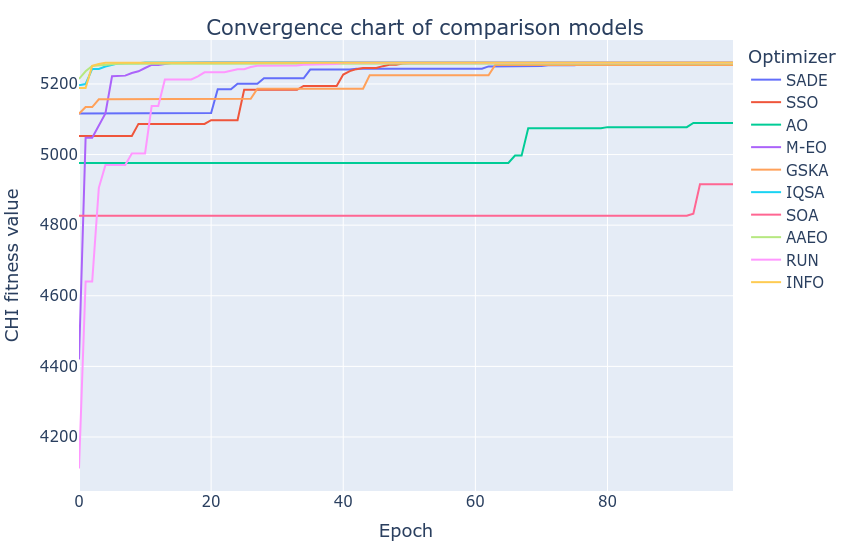 Convergence chart of comparison models
CHI fitness value
5200
5000
4800
4600
4400
4200
0
20
40
60
80
Epoch
Optimizer
SADE
SSO
AO
M-EO
GSKA
IQSA
SOA
AAEO
RUN
INFO